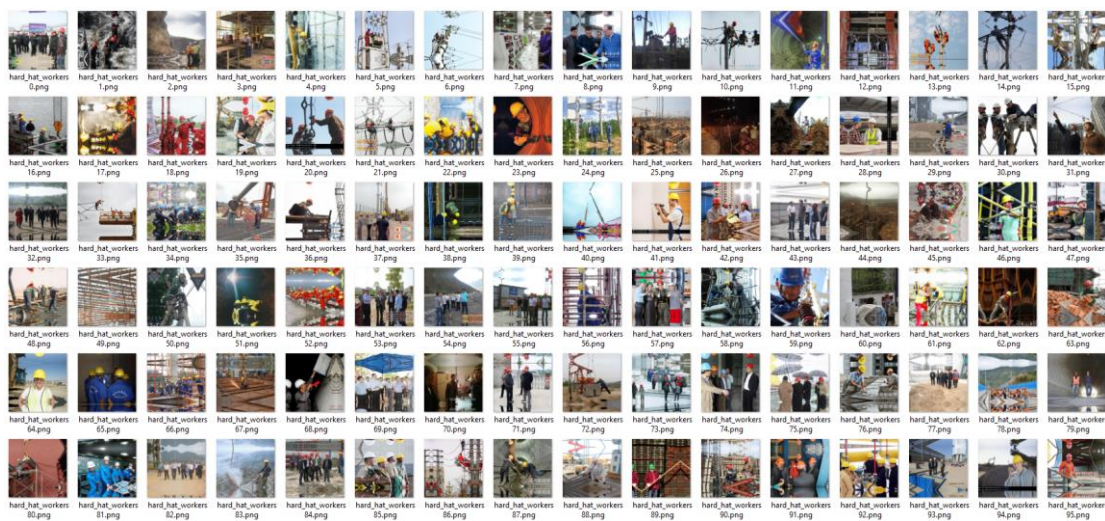 hard_hat_workers hard_hat_workers hard_hat_workers hard_hat_workers hard_hat_workers hard_hat_workers hard_hat_workers hard_hat_workers hard_hat_workers hard_hat_workers hard_hat_workers hard_hat_workers hard_hat_workers hard_hat_workers hard_hat_workers hard_hat_workers
0.png 1.png 2.png 3.png 4.png 5.png 6.png 7.png 8.png 9.png 10.png 11.png 12.png 13.png 14.png 15.png
hard_hat_workers hard_hat_workers hard_hat_workers hard_hat_workers hard_hat_workers hard_hat_workers hard_hat_workers hard_hat_workers hard_hat_workers hard_hat_workers hard_hat_workers hard_hat_workers hard_hat_workers hard_hat_workers hard_hat_workers hard_hat_workers
16.png 17.png 18.png 19.png 20.png 21.png 22.png 23.png 24.png 25.png 26.png 27.png 28.png 29.png 30.png 31.png
hard_hat_workers hard_hat_workers hard_hat_workers hard_hat_workers hard_hat_workers hard_hat_workers hard_hat_workers hard_hat_workers hard_hat_workers hard_hat_workers hard_hat_workers hard_hat_workers hard_hat_workers hard_hat_workers hard_hat_workers hard_hat_workers
32.png 33.png 34.png 35.png 36.png 37.png 38.png 39.png 40.png 41.png 42.png 43.png 44.png 45.png 46.png 47.png
hard_hat_workers hard_hat_workers hard_hat_workers hard_hat_workers hard_hat_workers hard_hat_workers hard_hat_workers hard_hat_workers hard_hat_workers hard_hat_workers hard_hat_workers hard_hat_workers hard_hat_workers hard_hat_workers hard_hat_workers hard_hat_workers
48.png 49.png 50.png 51.png 52.png 53.png 54.png 55.png 56.png 57.png 58.png 59.png 60.png 61.png 62.png 63.png
hard_hat_workers hard_hat_workers hard_hat_workers hard_hat_workers hard_hat_workers hard_hat_workers hard_hat_workers hard_hat_workers hard_hat_workers hard_hat_workers hard_hat_workers hard_hat_workers hard_hat_workers hard_hat_workers hard_hat_workers hard_hat_workers
64.png 65.png 66.png 67.png 68.png 69.png 70.png 71.png 72.png 73.png 74.png 75.png 76.png 77.png 78.png 79.png
hard_hat_workers hard_hat_workers hard_hat_workers hard_hat_workers hard_hat_workers hard_hat_workers hard_hat_workers hard_hat_workers hard_hat_workers hard_hat_workers hard_hat_workers hard_hat_workers hard_hat_workers hard_hat_workers hard_hat_workers hard_hat_workers
80.png 81.png 82.png 83.png 84.png 85.png 86.png 87.png 88.png 89.png 90.png 91.png 92.png 93.png 94.png 95.png